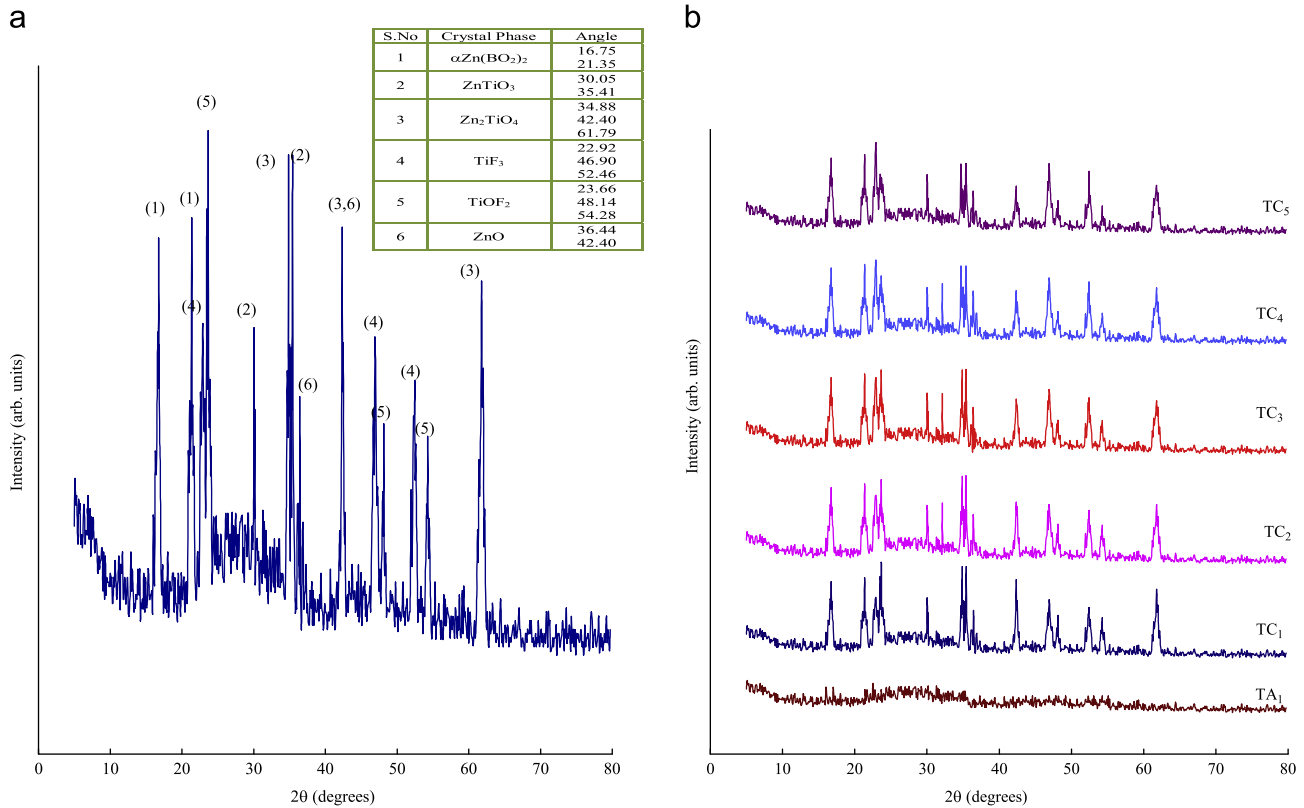 a
S.No Crystal Phase Angle
1 αZn(BO₂)₂ 16.75
21.35
2 ZnTiO₃ 30.05
35.41
3 Zn₂TiO₄ 34.88
42.40
61.79
4 TiF₃ 22.92
46.90
52.46
5 TiOF₂ 23.66
48.14
54.28
6 ZnO 36.44
42.40
(5)
(3)
(2)
(1)
(1)
(3,6)
(4)
(2)
(3)
(4)
(6)
(5)
(4)
(5)
Intensity (arb. units)
0 10 20 30 40 50 60 70 80
2θ (degrees)
b
TC₅
TC₄
TC₃
TC₂
TC₁
TA₁
Intensity (arb. units)
0 10 20 30 40 50 60 70 80
2θ (degrees)